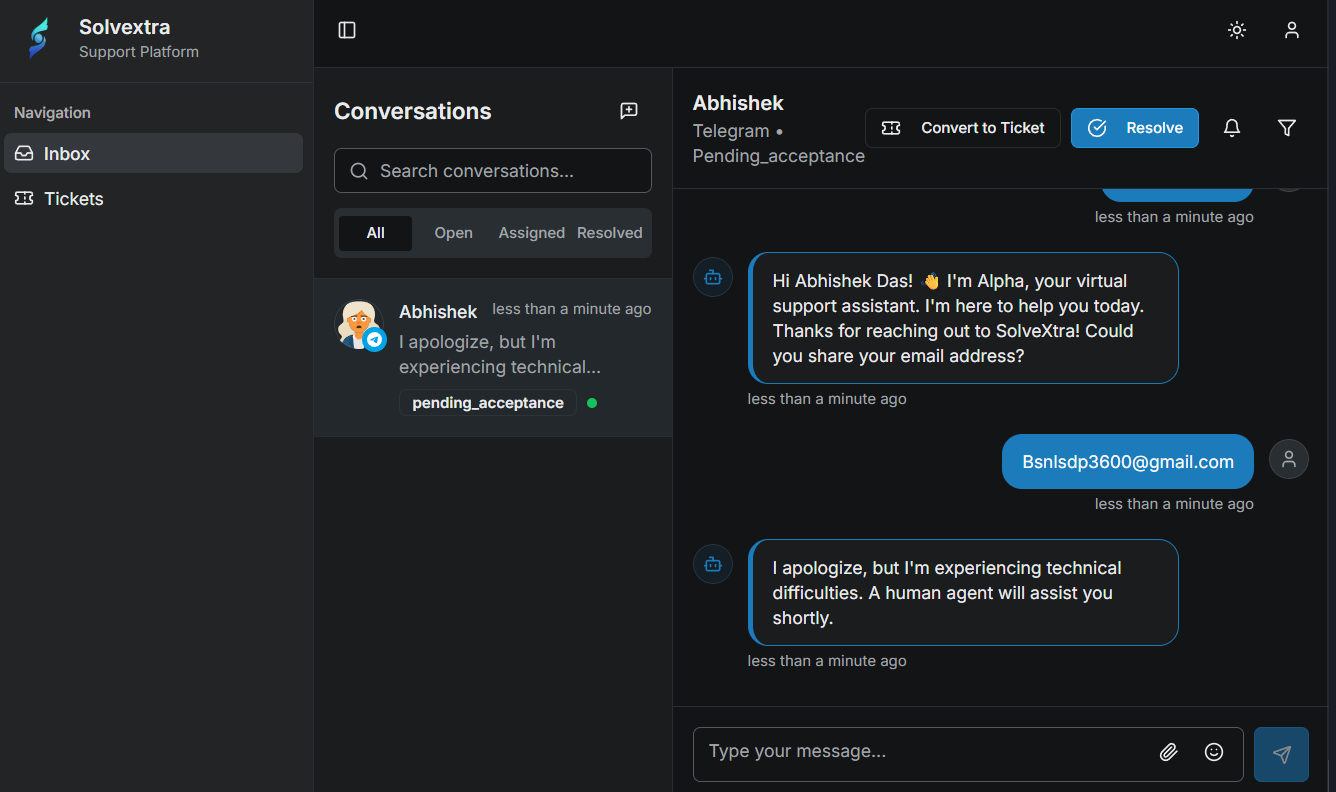 Solvextra
Support Platform
Navigation
Inbox
Tickets
Conversations
Search conversations...
All Open Assigned Resolved
Abhishek less than a minute ago
I apologize, but I'm
experiencing technical...
pending_acceptance
Abhishek
Telegram •
Pending_acceptance
Convert to Ticket
Resolve
less than a minute ago
Hi Abhishek Das! 👋 I'm Alpha, your virtual
support assistant. I'm here to help you today.
Thanks for reaching out to SolveXtra! Could
you share your email address?
less than a minute ago
Bsnlsdp3600@gmail.com
less than a minute ago
I apologize, but I'm experiencing technical
difficulties. A human agent will assist you
shortly.
less than a minute ago
Type your message...